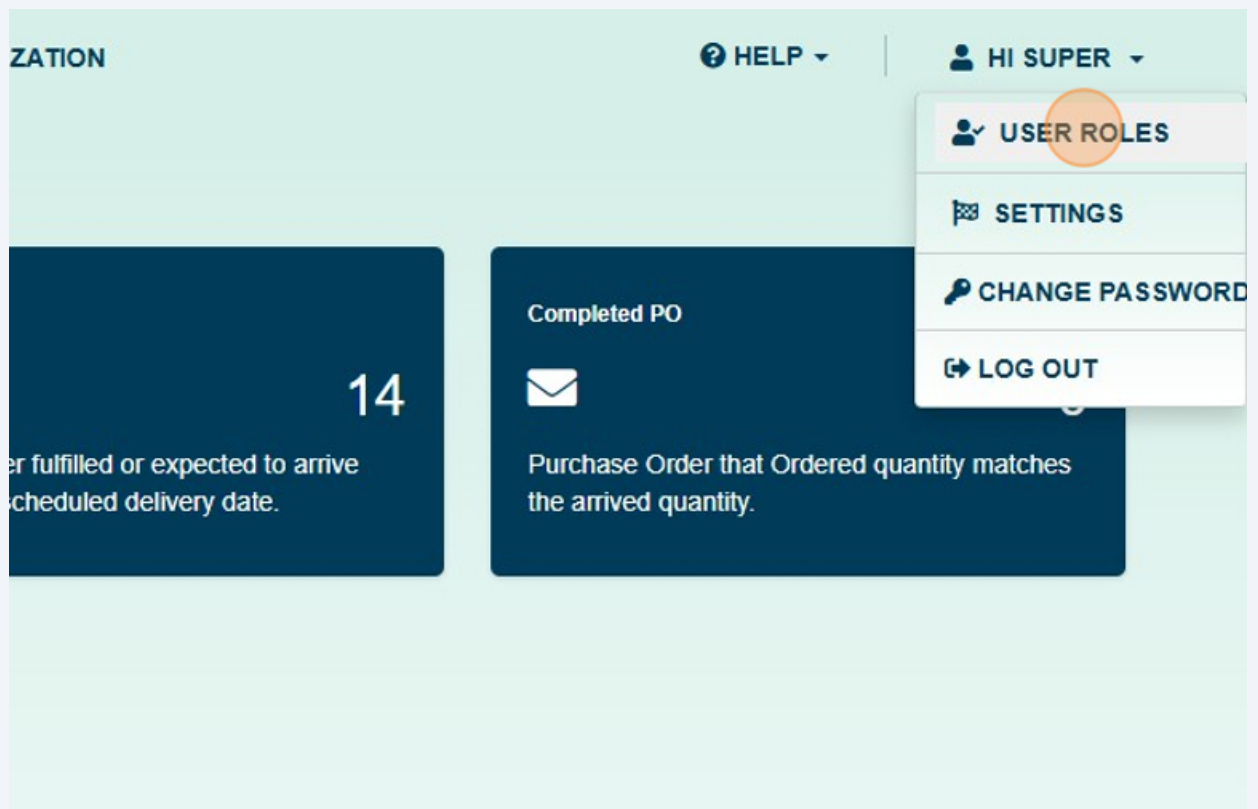 ZATION
HELP
HI SUPER
USER ROLES
SETTINGS
CHANGE PASSWORD
LOG OUT
14
er fulfilled or expected to arrive
scheduled delivery date.
Completed PO
Purchase Order that Ordered quantity matches
the arrived quantity.